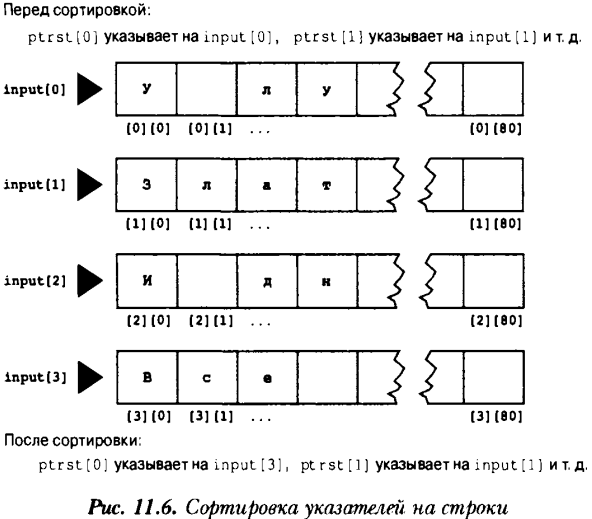 Перед сортировкой:
ptrst[0] указывает на input[0], ptrst[1] указывает на input[1] и т. д.
input[0] У л у
[0][0] [0][1] ... [0][80]
input[1] З л а т
[1][0] [1][1] ... [1][80]
input[2] И д н
[2][0] [2][1] ... [2][80]
input[3] В с е
[3][0] [3][1] ... [3][80]
После сортировки:
ptrst[0] указывает на input[3], ptrst[1] указывает на input[1] и т. д.
Рис. 11.6. Сортировка указателей на строки